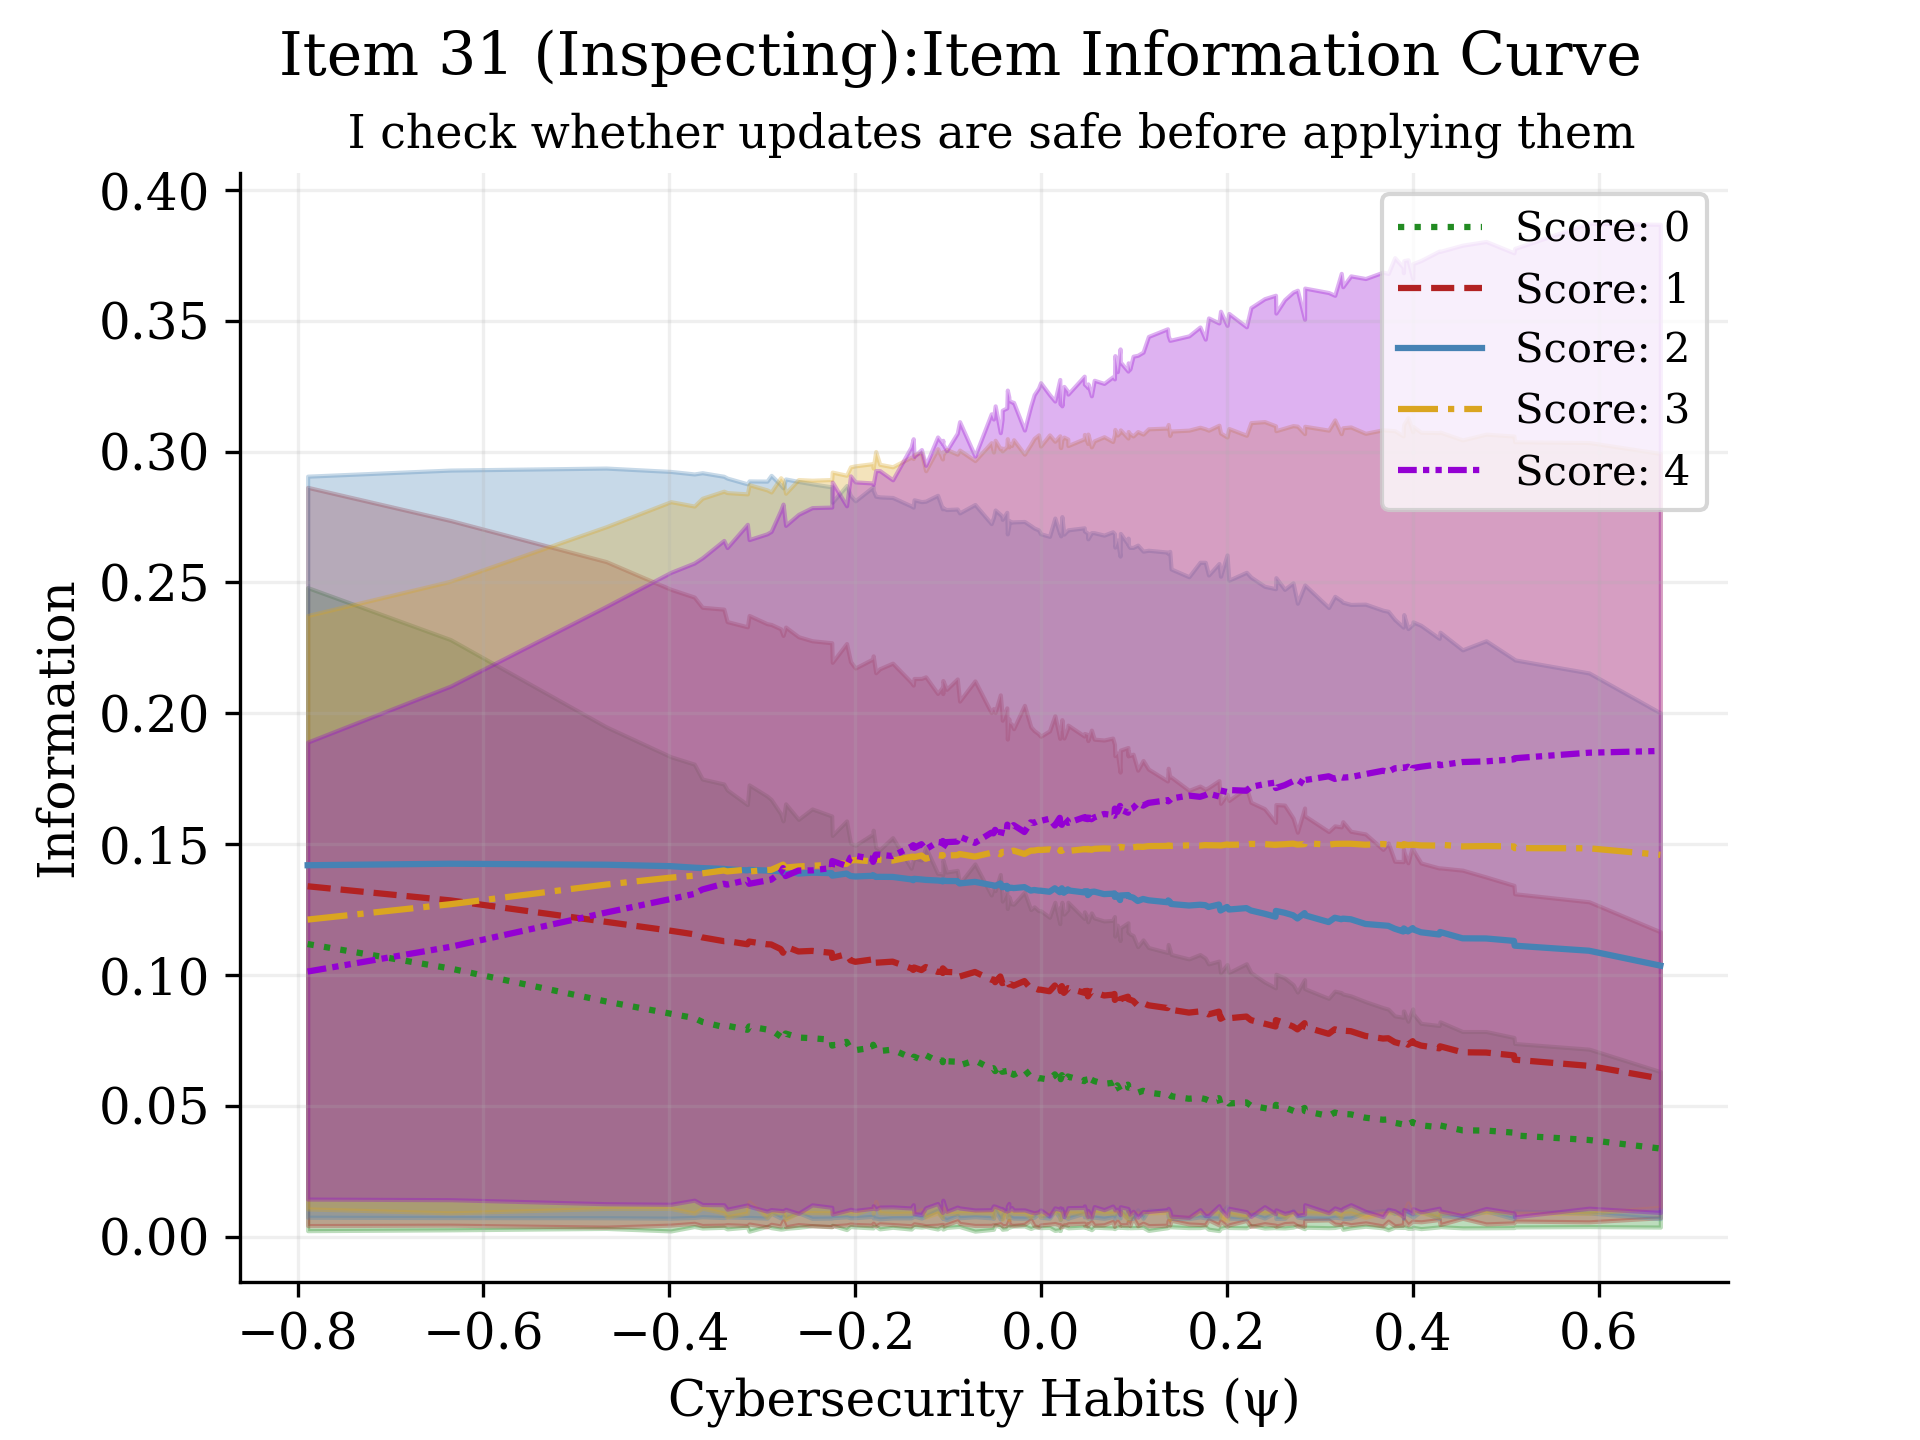 Item 31 (Inspecting):Item Information Curve
I check whether updates are safe before applying them
0.40
0.35
0.30
0.25
0.20
0.15
0.10
0.05
0.00
Information
Score: 0
Score: 1
Score: 2
Score: 3
Score: 4
−0.8 −0.6 −0.4 −0.2 0.0 0.2 0.4 0.6
Cybersecurity Habits (ψ)